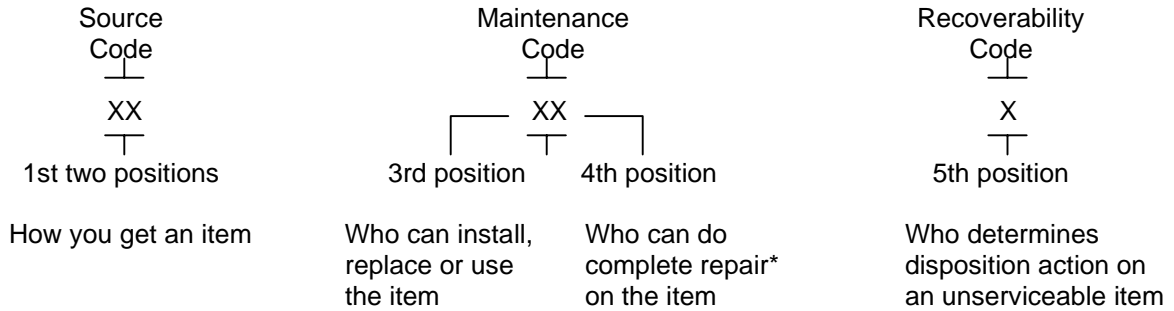 Source
Code
XX
1st two positions
How you get an item
Maintenance
Code
XX
3rd position
4th position
Who can install,
replace or use
the item
Who can do
complete repair*
on the item
Recoverability
Code
X
5th position
Who determines
disposition action on
an unserviceable item